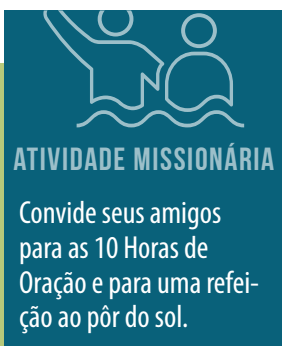 ATIVIDADE MISSIONÁRIA
Convide seus amigos
para as 10 Horas de
Oração e para uma refei-
ção ao pôr do sol.